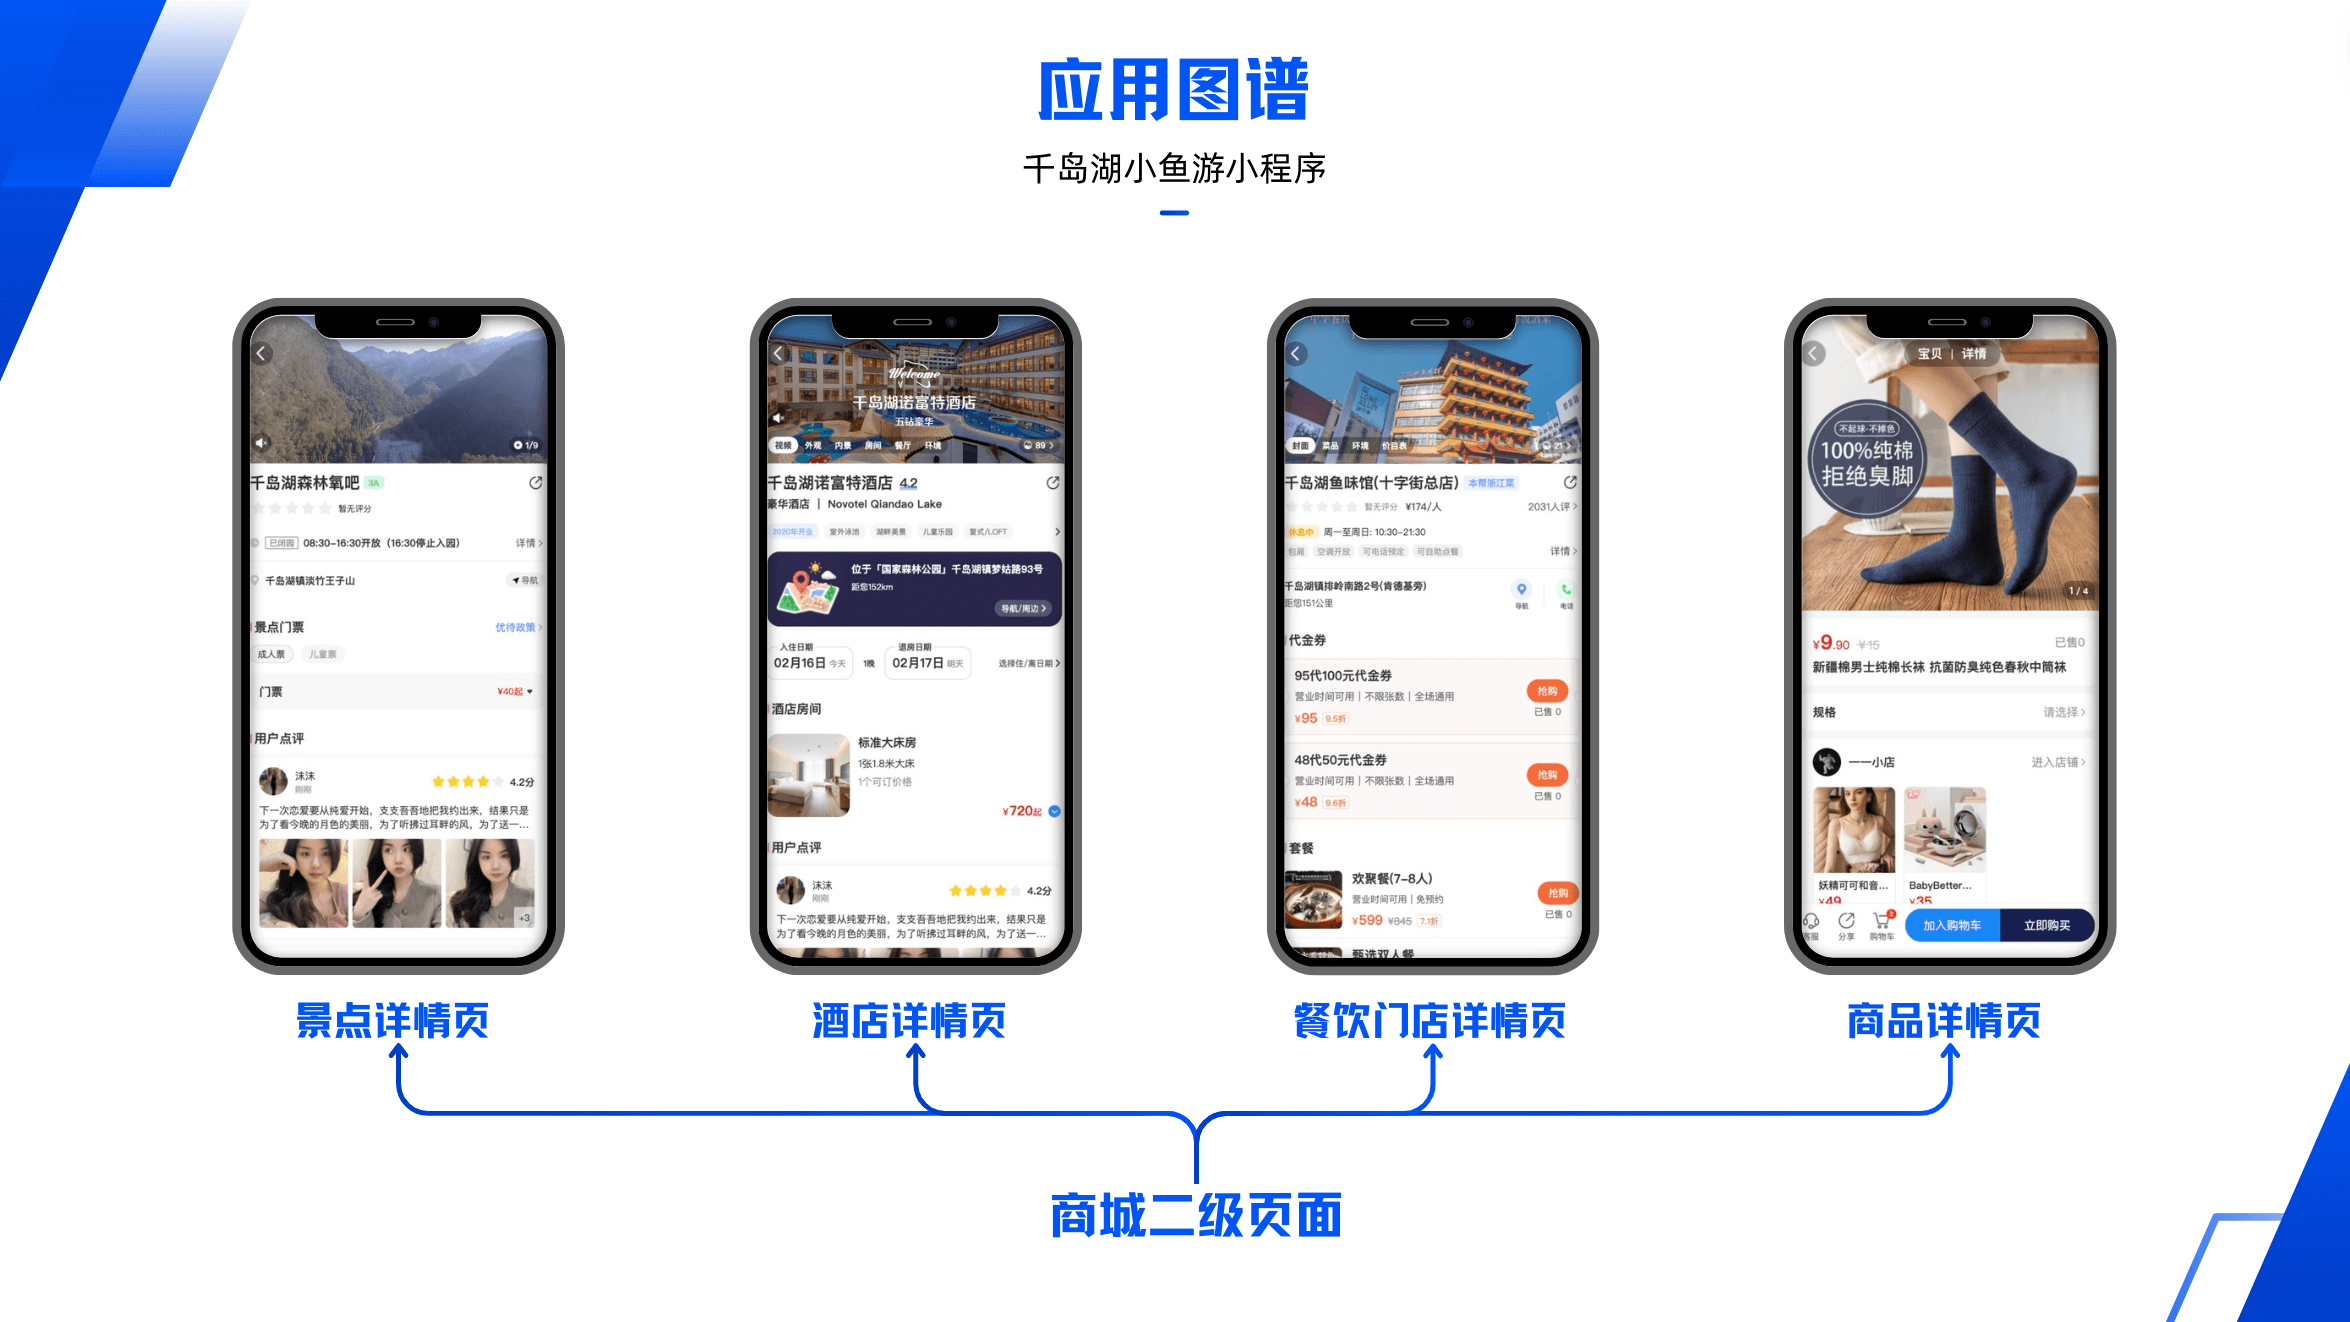 应用图谱
千岛湖小鱼游小程序
1/9
千岛湖森林氧吧 3A
暂无评分
已闭园 08:30-16:30开放（16:30停止入园） 详情
千岛湖镇淡竹王子山 导航
景点门票 优待政策
成人票 儿童票
门票 ¥40起
用户点评
沫沫
刚刚
4.2分
下一次恋爱要从纯爱开始，支支吾吾地把我约出来，结果只是
为了看今晚的月色的美丽，为了听拂过耳畔的风，为了送一...
+3
景点详情页
Welcome
千岛湖诺富特酒店
五钻豪华
视频 外观 内景 房间 餐厅 环境 89
千岛湖诺富特酒店 4.2
豪华酒店 | Novotel Qiandao Lake
2020年开业 室外泳池 湖畔美景 儿童乐园 复式/LOFT
位于「国家森林公园」千岛湖镇梦姑路93号
距您152km
导航/周边
入住日期 退房日期
02月16日 今天 1晚 02月17日 明天 选择住/离日期
酒店房间
标准大床房
1张1.8米大床
1个可订价格
¥720起
用户点评
沫沫
刚刚
4.2分
下一次恋爱要从纯爱开始，支支吾吾地把我约出来，结果只是
为了看今晚的月色的美丽，为了听拂过耳畔的风，为了送一...
酒店详情页
封面 菜品 环境 价目表 21
千岛湖鱼味馆(十字街总店) 本帮浙江菜
暂无评分 ¥174/人 2031人评
休息中 周一至周日: 10:30-21:30
包厢 空调开放 可电话预定 可自助点餐 详情
千岛湖镇排岭南路2号(肯德基旁)
距您151公里
导航 电话
代金券
95代100元代金券
营业时间可用 | 不限张数 | 全场通用
¥95 9.5折
抢购
已售 0
48代50元代金券
营业时间可用 | 不限张数 | 全场通用
¥48 9.6折
抢购
已售 0
套餐
欢聚餐(7-8人)
营业时间可用 | 免预约
¥599 ¥845 7.1折
抢购
已售 0
甄选双人餐
餐饮门店详情页
宝贝 | 详情
不起球·不掉色
100%纯棉
拒绝臭脚
1/4
¥9.90 ¥15 已售0
新疆棉男士纯棉长袜 抗菌防臭纯色春秋中筒袜
规格 请选择
一一小店 进入店铺
妖精可可和音... BabyBetter...
¥49 ¥35
客服 分享 购物车 2 加入购物车 立即购买
商品详情页
商城二级页面